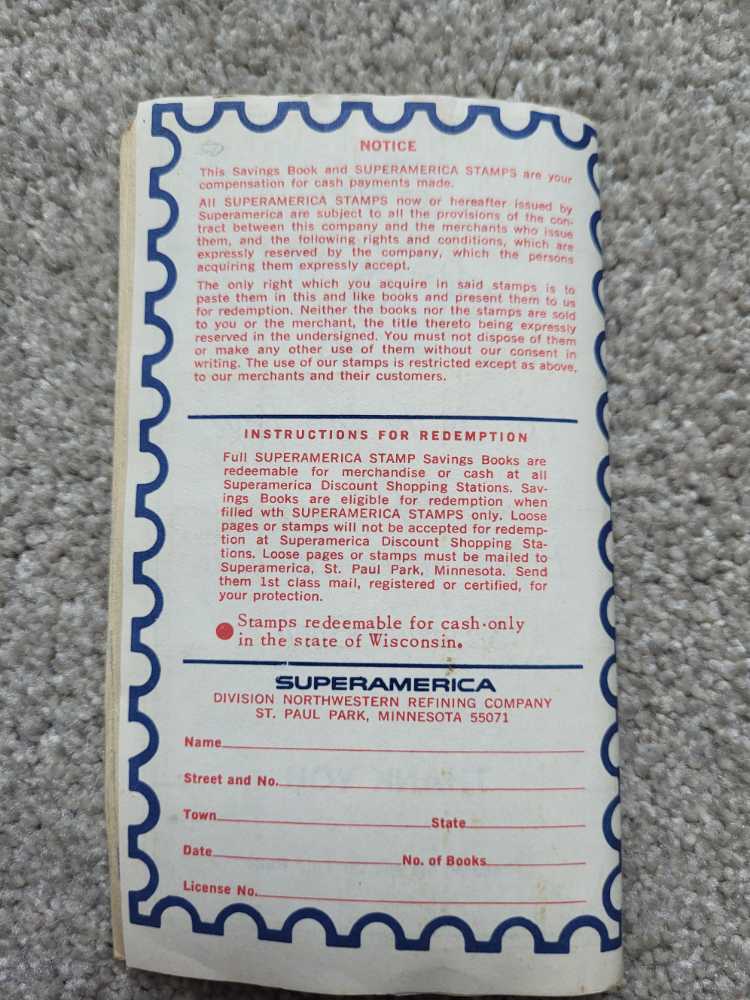 NOTICE
This Savings Book and SUPERAMERICA STAMPS are your
compensation for cash payments made.
All SUPERAMERICA STAMPS now or hereafter issued by
Superamerica are subject to all the provisions of the con-
tract between this company and the merchants who issue
them, and the following rights and conditions, which are
expressly reserved by the company, which the persons
acquiring them expressly accept.
The only right which you acquire in said stamps is to
paste them in this and like books and present them to us
for redemption. Neither the books nor the stamps are sold
to you or the merchant, the title thereto being expressly
reserved in the undersigned. You must not dispose of them
or make any other use of them without our consent in
writing. The use of our stamps is restricted except as above,
to our merchants and their customers.
INSTRUCTIONS FOR REDEMPTION
Full SUPERAMERICA STAMP Savings Books are
redeemable for merchandise or cash at all
Superamerica Discount Shopping Stations. Sav-
ings Books are eligible for redemption when
filled wth SUPERAMERICA STAMPS only. Loose
pages or stamps will not be accepted for redemp-
tion at Superamerica Discount Shopping Sta-
tions. Loose pages or stamps must be mailed to
Superamerica, St. Paul Park, Minnesota. Send
them 1st class mail, registered or certified, for
your protection.
Stamps redeemable for cash-only
in the state of Wisconsin.
SUPERAMERICA
DIVISION NORTHWESTERN REFINING COMPANY
ST. PAUL PARK, MINNESOTA 55071
Name
Street and No.
Town State
Date No. of Books
License No.